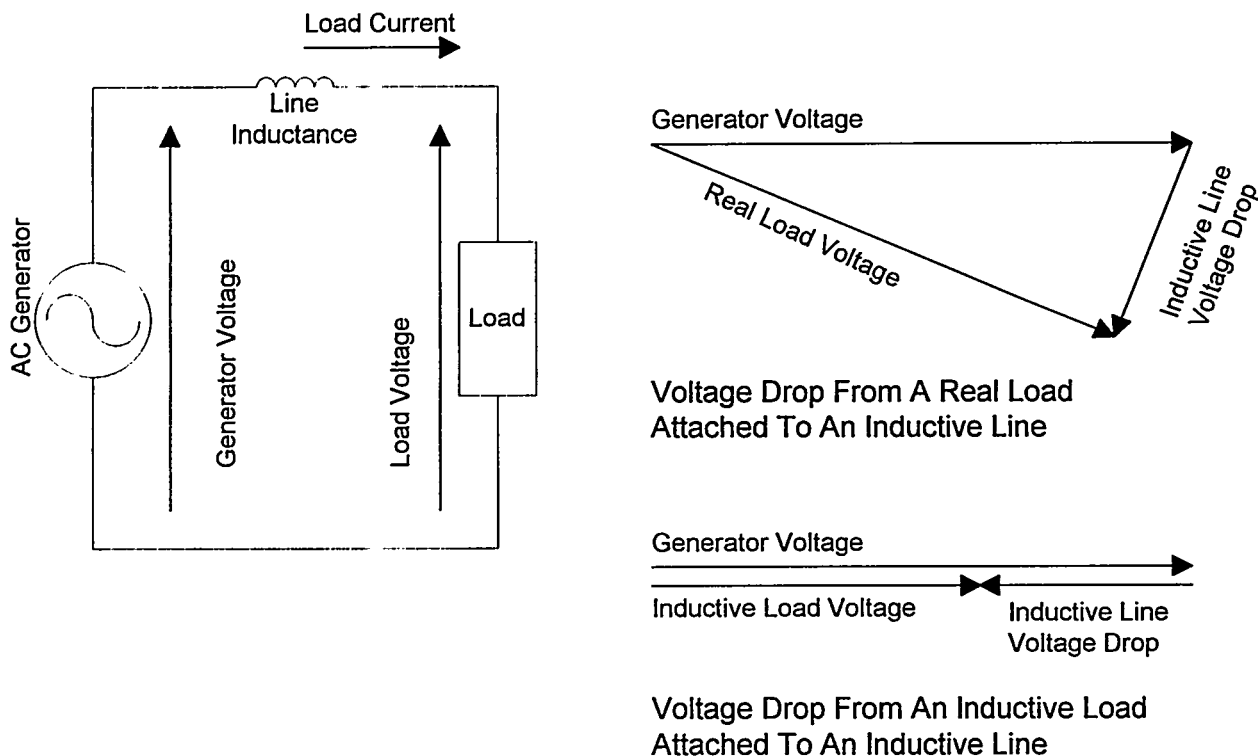 Load Current
Line
Inductance
AC Generator
Generator Voltage
Load Voltage
Load
Generator Voltage
Real Load Voltage
Inductive Line
Voltage Drop
Voltage Drop From A Real Load
Attached To An Inductive Line
Generator Voltage
Inductive Load Voltage
Inductive Line
Voltage Drop
Voltage Drop From An Inductive Load
Attached To An Inductive Line